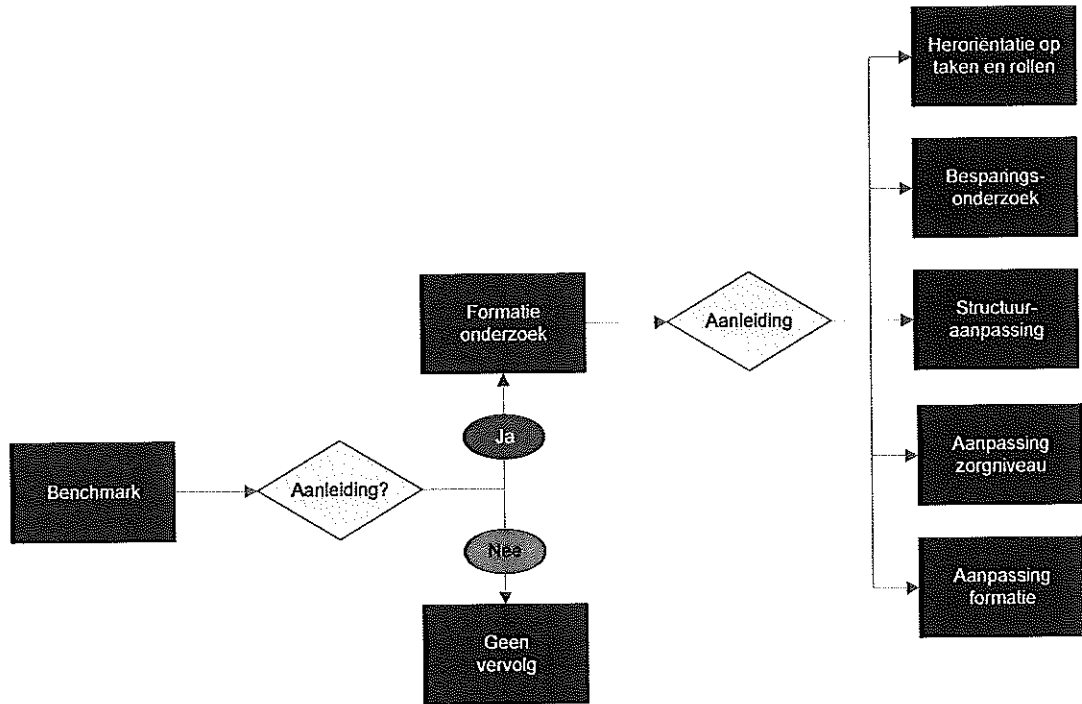 Benchmark
Aanleiding?
Ja
Nee
Formatie
onderzoek
Geen
vervolg
Aanleiding
Heroriëntatie op
taken en rollen
Besparings-
onderzoek
Structuur-
aanpassing
Aanpassing
zorgniveau
Aanpassing
formatie